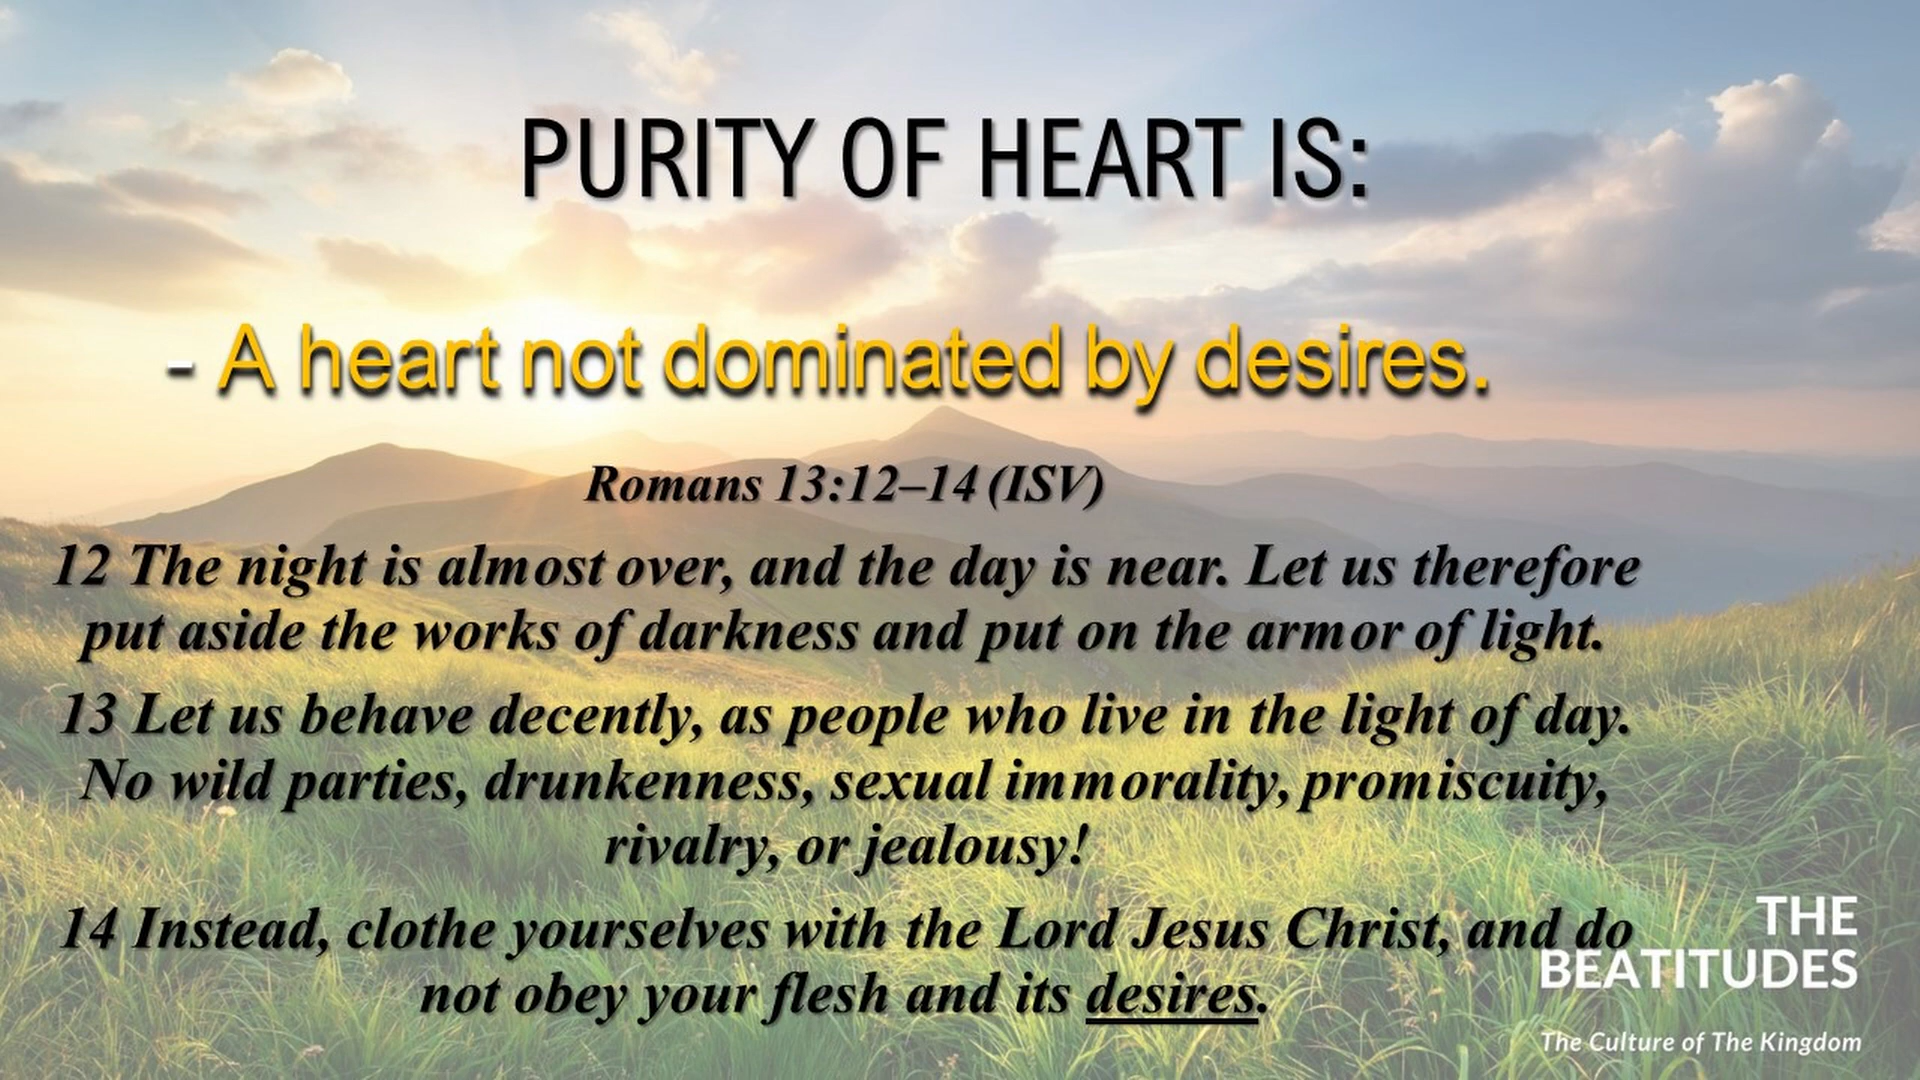 PURITY OF HEART IS:
- A heart not dominated by desires.
Romans 13:12–14 (ISV)
12 The night is almost over, and the day is near. Let us therefore
put aside the works of darkness and put on the armor of light.
13 Let us behave decently, as people who live in the light of day.
No wild parties, drunkenness, sexual immorality, promiscuity,
rivalry, or jealousy!
14 Instead, clothe yourselves with the Lord Jesus Christ, and do
not obey your flesh and its desires.
THE
BEATITUDES
The Culture of The Kingdom